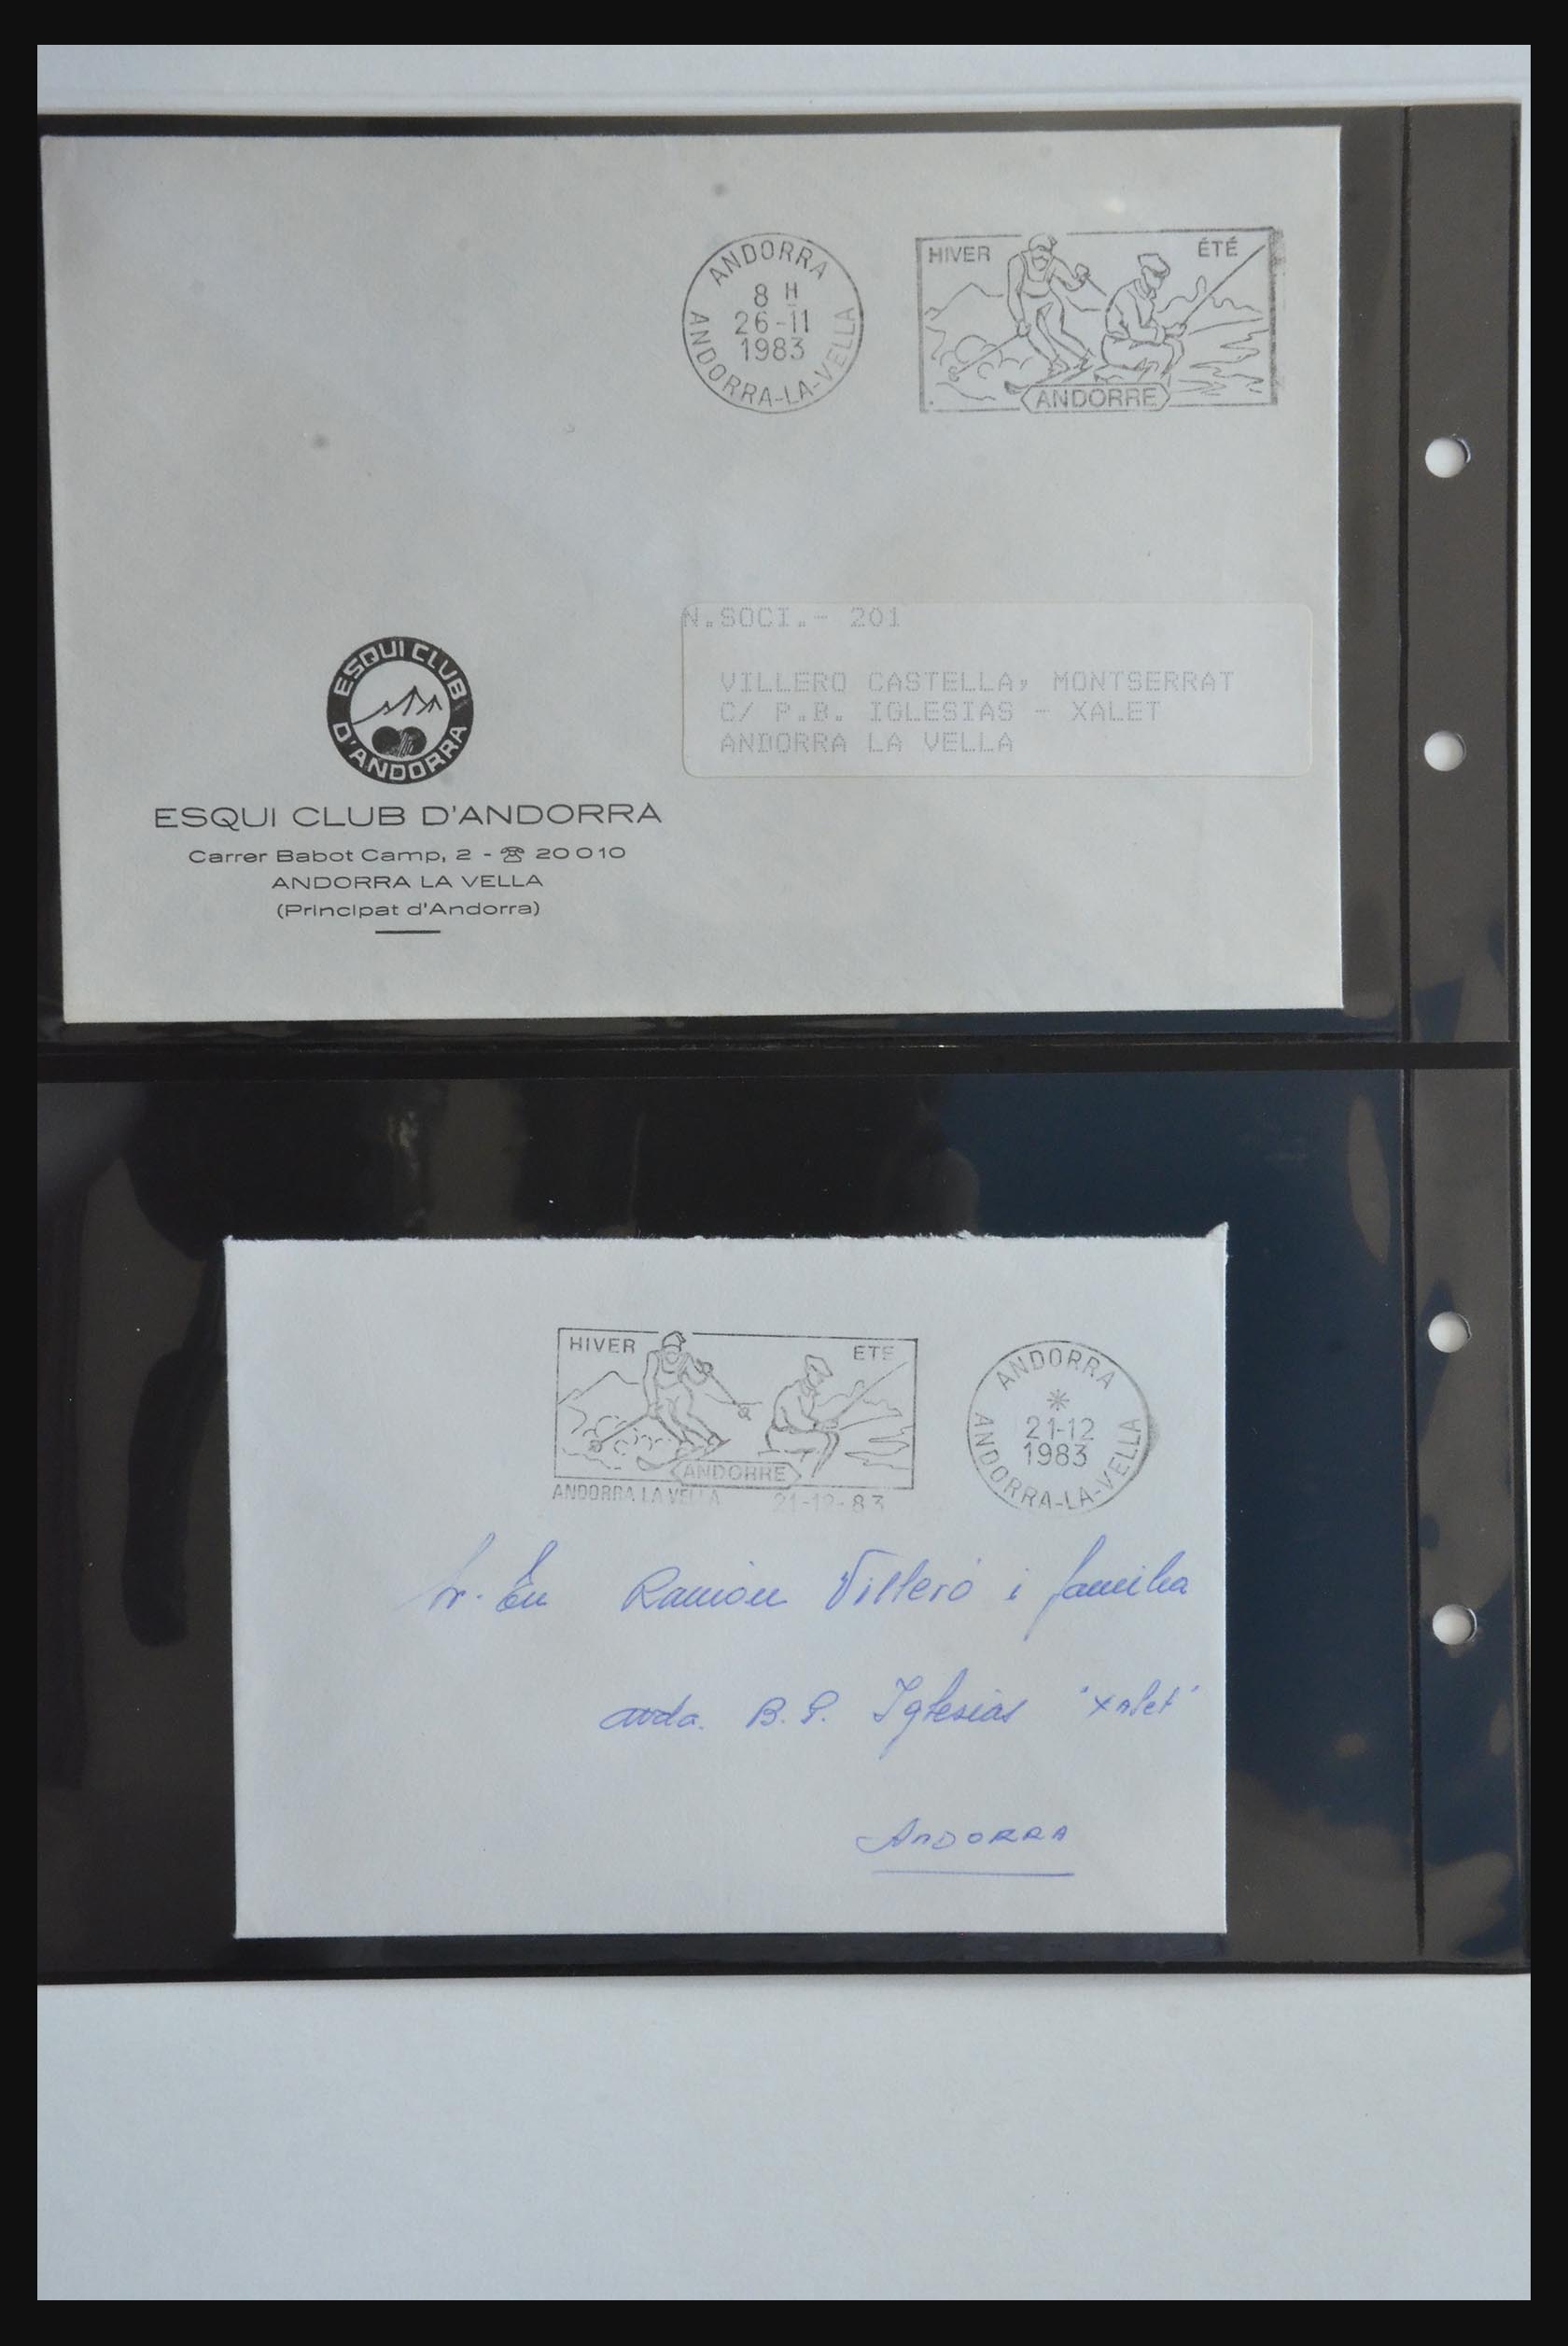 ANDORRA
8 H
26-11
1983
ANDORRA-LA-VELLA
HIVER ÉTÉ
ANDORRE
N.SOCI.- 201
VILLERO CASTELLA, MONTSERRAT
C/ P.B. IGLESIAS - XALET
ANDORRA LA VELLA
ESQUI CLUB
D'ANDORRA
ESQUI CLUB D'ANDORRA
Carrer Babot Camp, 2 - ☎ 20010
ANDORRA LA VELLA
(Principat d'Andorra)
HIVER ETE
ANDORRE
ANDORRA LA VELLA 21-12-83
ANDORRA
*
21-12
1983
ANDORRA-LA-VELLA
Sr. En Ramón Villeró i familia
avda. B. P. Iglesias "Xalet"
ANDORRA